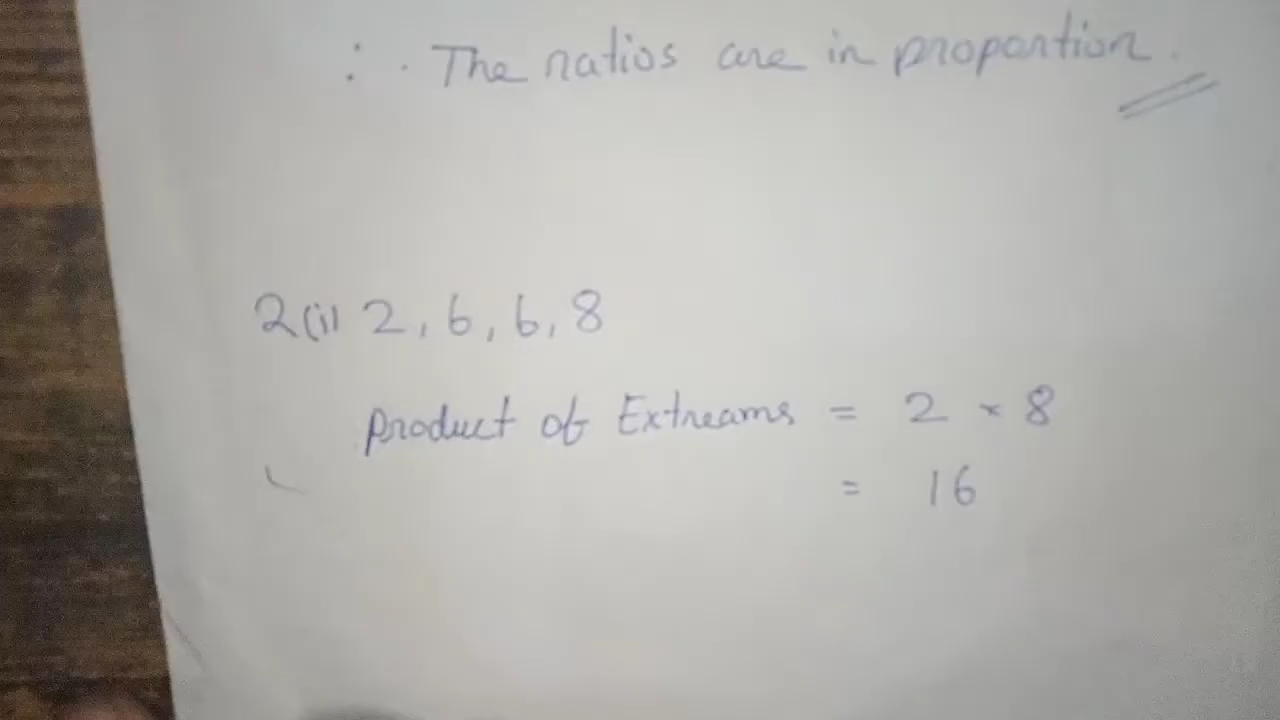 ∴ The ratios are in proportion.
2(i) 2, 6, 6, 8
product of Extreams = 2 × 8
= 16